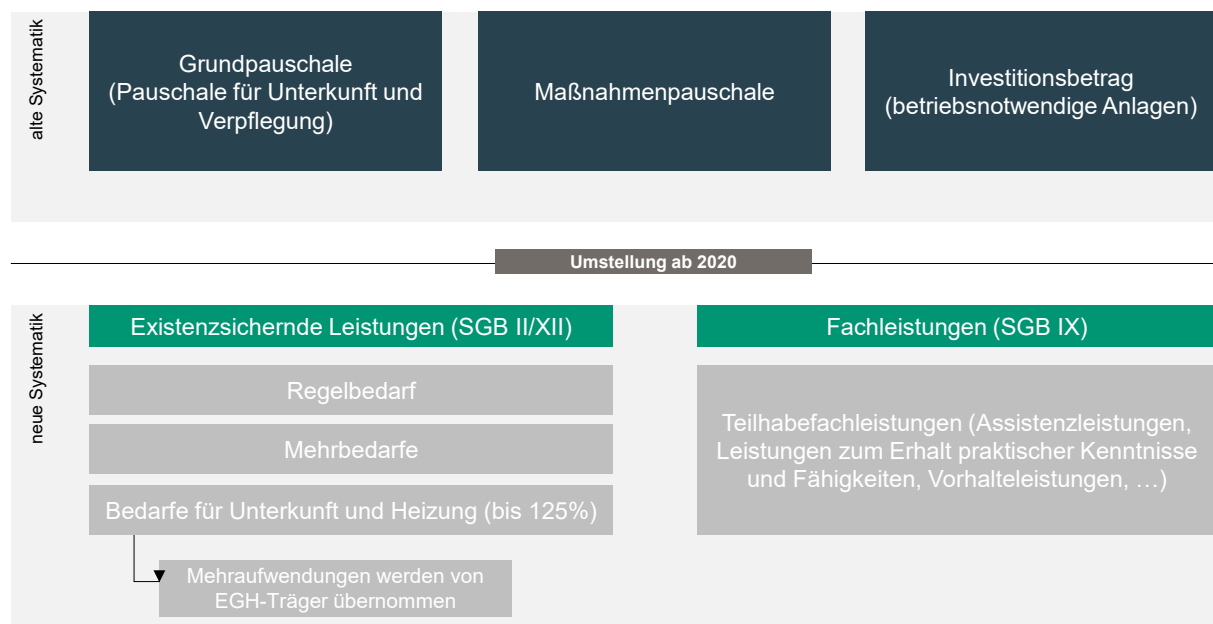 alte Systematik
Grundpauschale
(Pauschale für Unterkunft und
Verpflegung)
Maßnahmenpauschale
Investitionsbetrag
(betriebsnotwendige Anlagen)
Umstellung ab 2020
neue Systematik
Existenzsichernde Leistungen (SGB II/XII)
Regelbedarf
Mehrbedarfe
Bedarfe für Unterkunft und Heizung (bis 125%)
Mehraufwendungen werden von
EGH-Träger übernommen
Fachleistungen (SGB IX)
Teilhabefachleistungen (Assistenzleistungen,
Leistungen zum Erhalt praktischer Kenntnisse
und Fähigkeiten, Vorhalteleistungen, …)